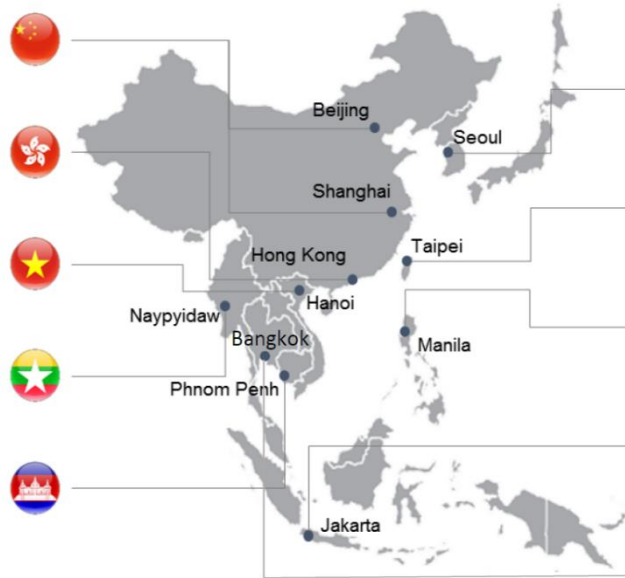 Beijing
Seoul
Shanghai
Taipei
Hong Kong
Hanoi
Naypyidaw
Bangkok
Manila
Phnom Penh
Jakarta